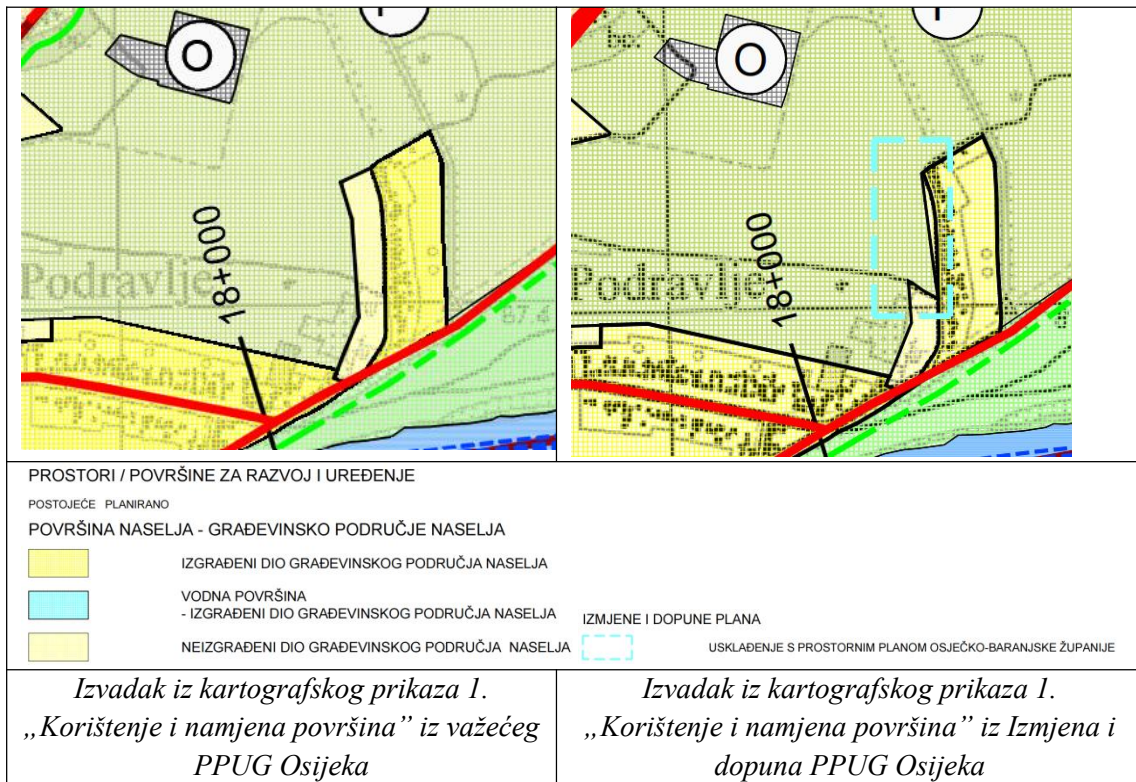 O
18+000
Podravlje
O
18+000
Podravlje
87.4
PROSTORI / POVRŠINE ZA RAZVOJ I UREĐENJE
POSTOJEĆE PLANIRANO
POVRŠINA NASELJA - GRAĐEVINSKO PODRUČJE NASELJA
IZGRAĐENI DIO GRAĐEVINSKOG PODRUČJA NASELJA
VODNA POVRŠINA
- IZGRAĐENI DIO GRAĐEVINSKOG PODRUČJA NASELJA
NEIZGRAĐENI DIO GRAĐEVINSKOG PODRUČJA NASELJA
IZMJENE I DOPUNE PLANA
USKLAĐENJE S PROSTORNIM PLANOM OSJEČKO-BARANJSKE ŽUPANIJE
Izvadak iz kartografskog prikaza 1.
„Korištenje i namjena površina” iz važećeg
PPUG Osijeka
Izvadak iz kartografskog prikaza 1.
„Korištenje i namjena površina” iz Izmjena i
dopuna PPUG Osijeka